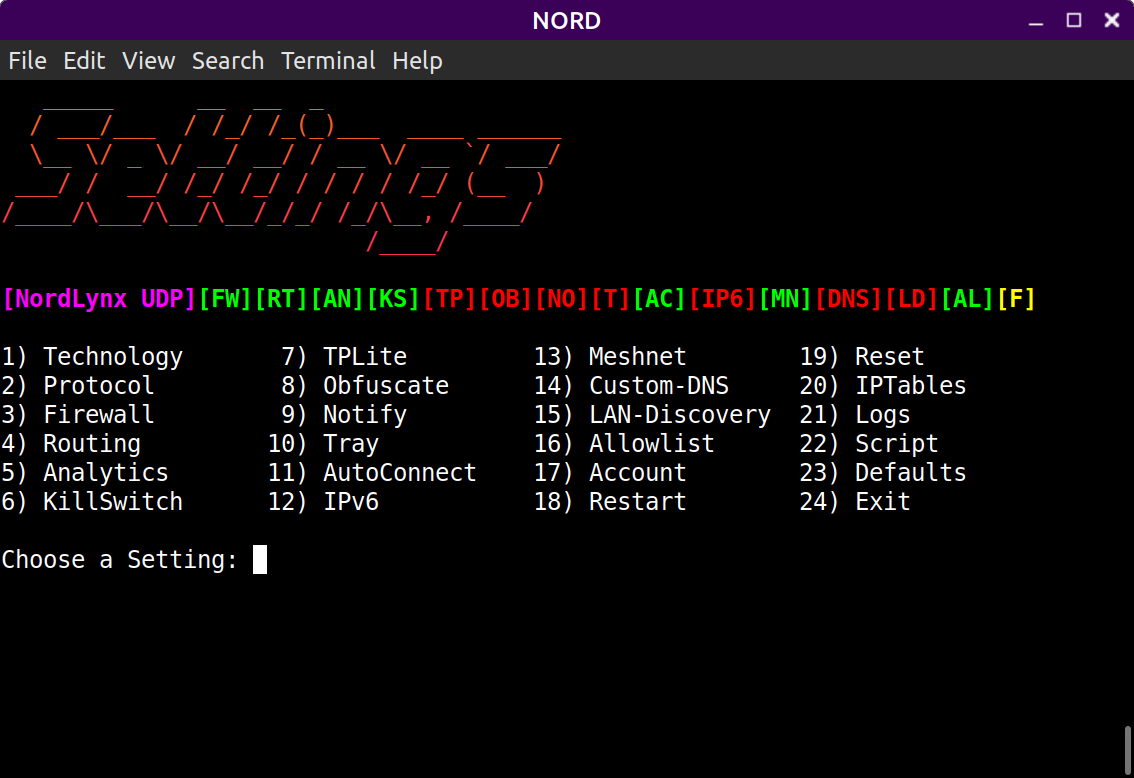 NORD
File Edit View Search Terminal Help
Settings
[NordLynx UDP][FW][RT][AN][KS][TP][OB][NO][T][AC][IP6][MN][DNS][LD][AL][F]
1) Technology 7) TPLite 13) Meshnet 19) Reset
2) Protocol 8) Obfuscate 14) Custom-DNS 20) IPTables
3) Firewall 9) Notify 15) LAN-Discovery 21) Logs
4) Routing 10) Tray 16) Allowlist 22) Script
5) Analytics 11) AutoConnect 17) Account 23) Defaults
6) KillSwitch 12) IPv6 18) Restart 24) Exit
Choose a Setting: